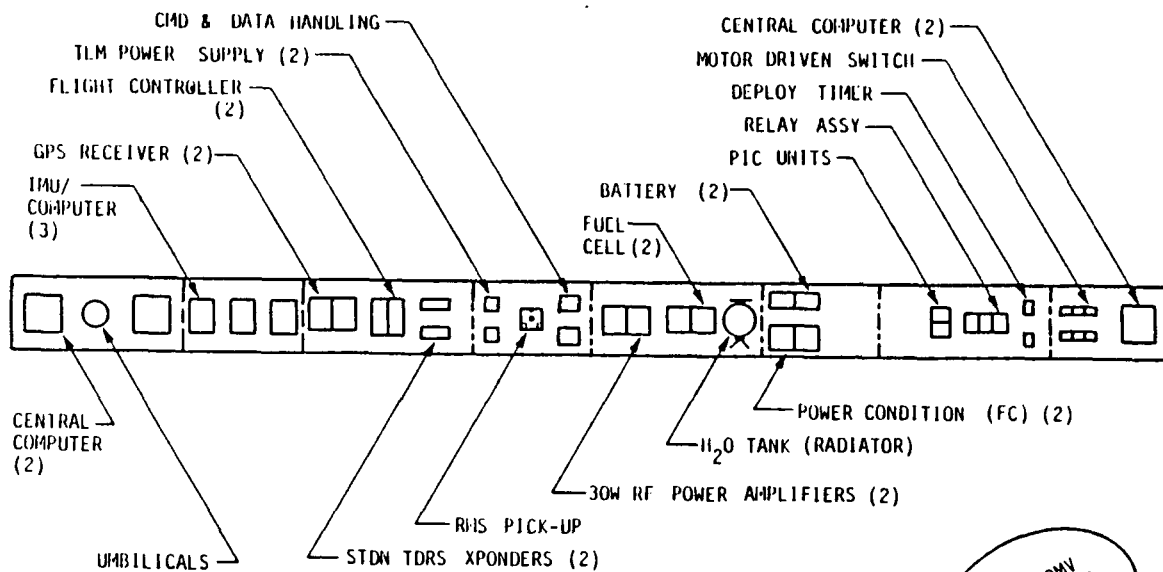 CMD & DATA HANDLING
TLM POWER SUPPLY (2)
FLIGHT CONTROLLER
(2)
GPS RECEIVER (2)
IMU/
COMPUTER
(3)
CENTRAL COMPUTER (2)
MOTOR DRIVEN SWITCH
DEPLOY TIMER
RELAY ASSY
PIC UNITS
BATTERY (2)
FUEL
CELL (2)
CENTRAL
COMPUTER
(2)
UMBILICALS
STDN TDRS XPONDERS (2)
RMS PICK-UP
30W RF POWER AMPLIFIERS (2)
H2O TANK (RADIATOR)
POWER CONDITION (FC) (2)
OMV